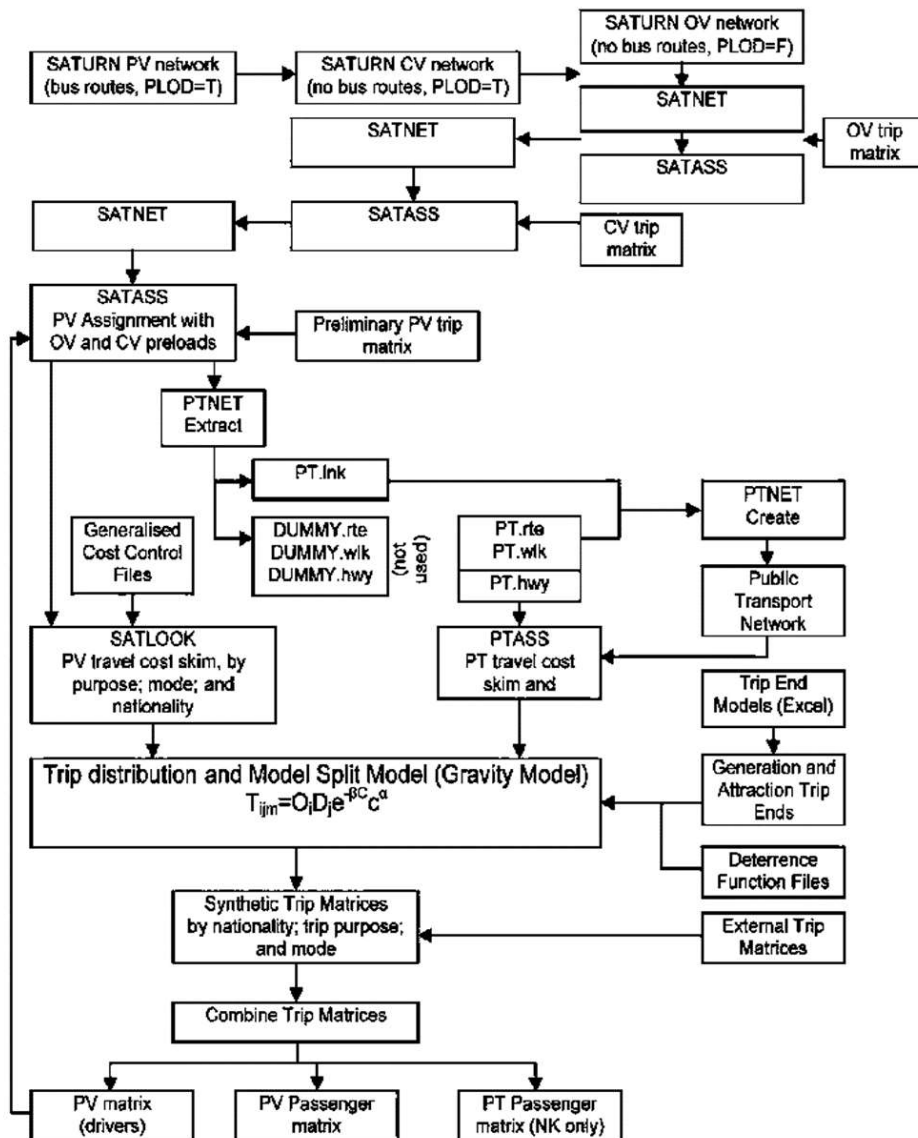 SATURN OV network
(no bus routes, PLOD=F)
SATURN PV network
(bus routes, PLOD=T)
SATURN CV network
(no bus routes, PLOD=T)
SATNET
SATNET
OV trip
matrix
SATASS
SATNET
SATASS
CV trip
matrix
SATASS
PV Assignment with
OV and CV preloads
Preliminary PV trip
matrix
PTNET
Extract
PT.lnk
PTNET
Create
Generalised
Cost Control
Files
DUMMY.rte
DUMMY.wlk
DUMMY.hwy
(not
used)
PT.rte
PT.wlk
PT.hwy
Public
Transport
Network
SATLOOK
PV travel cost skim, by
purpose; mode; and
nationality
PTASS
PT travel cost
skim and
Trip End
Models (Excel)
Trip distribution and Model Split Model (Gravity Model)
T_ijm=O_iD_je^-βC c^α
Generation and
Attraction Trip
Ends
Deterrence
Function Files
Synthetic Trip Matrices
by nationality; trip purpose;
and mode
External Trip
Matrices
Combine Trip Matrices
PV matrix
(drivers)
PV Passenger
matrix
PT Passenger
matrix (NK only)